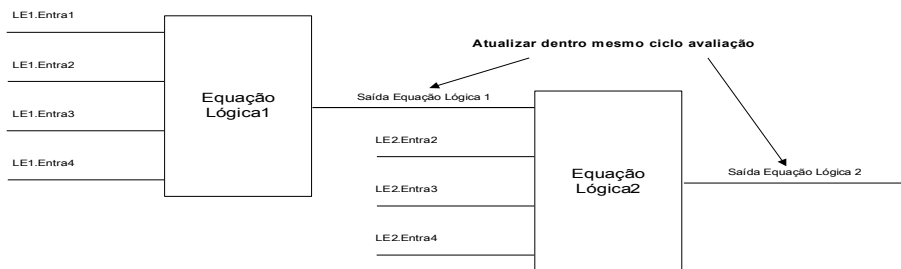 LE1.Entra1
Atualizar dentro mesmo ciclo avaliação
LE1.Entra2
Equação
Lógica1
Saída Equação Lógica 1
LE1.Entra3
LE2.Entra2
LE1.Entra4
Equação
Lógica2
Saída Equação Lógica 2
LE2.Entra3
LE2.Entra4